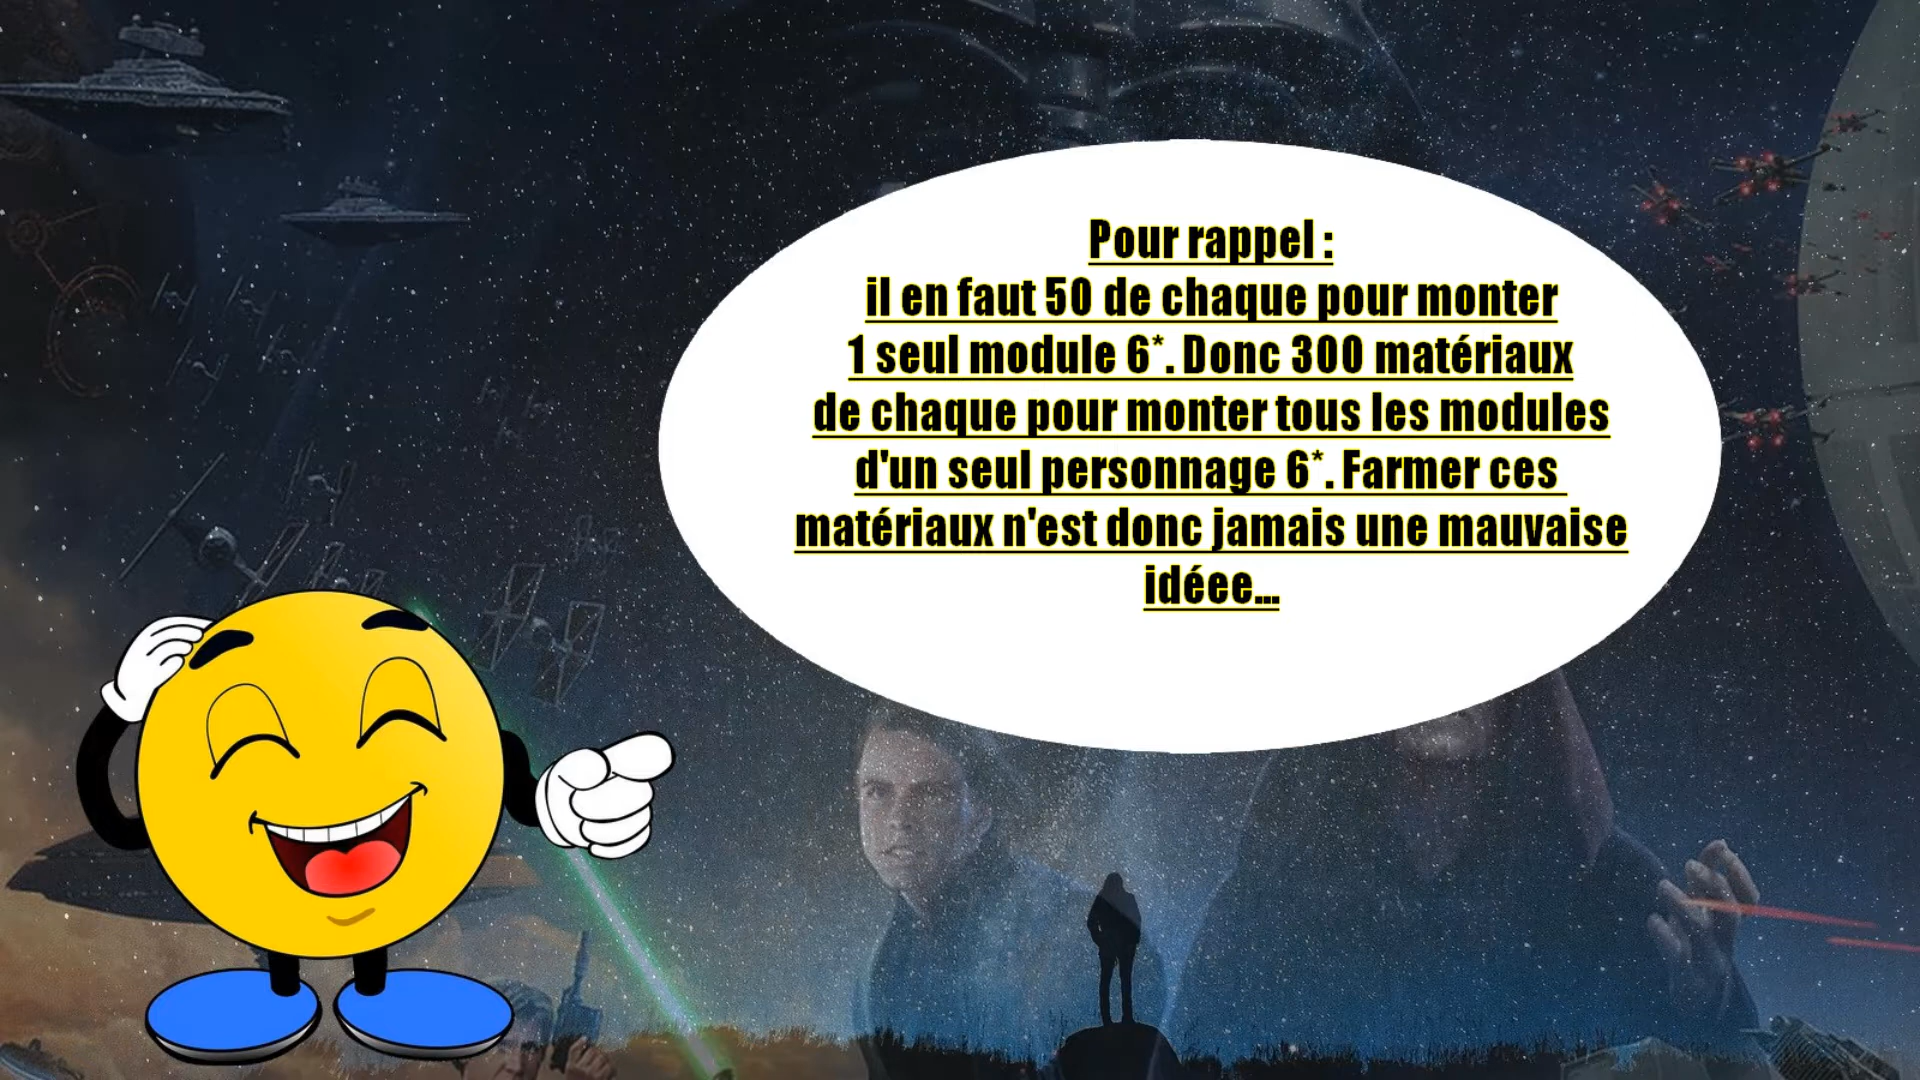 Pour rappel :
il en faut 50 de chaque pour monter
1 seul module 6*. Donc 300 matériaux
de chaque pour monter tous les modules
d'un seul personnage 6*. Farmer ces
matériaux n'est donc jamais une mauvaise
idéee...